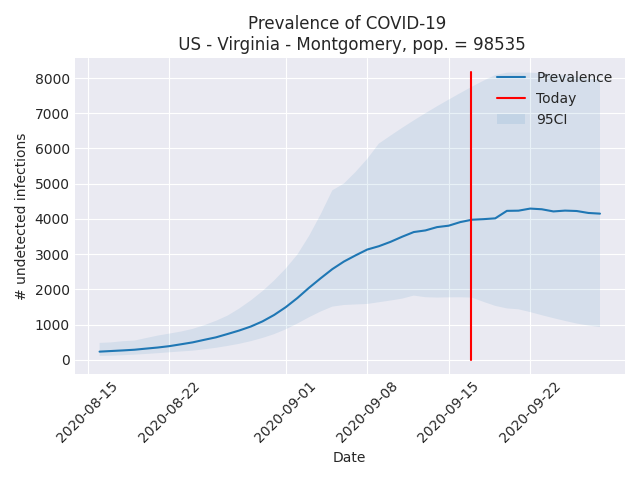 Prevalence of COVID-19
US - Virginia - Montgomery, pop. = 98535
Prevalence
Today
95CI
# undetected infections
8000
7000
6000
5000
4000
3000
2000
1000
0
2020-08-15
2020-08-22
2020-09-01
2020-09-08
2020-09-15
2020-09-22
Date